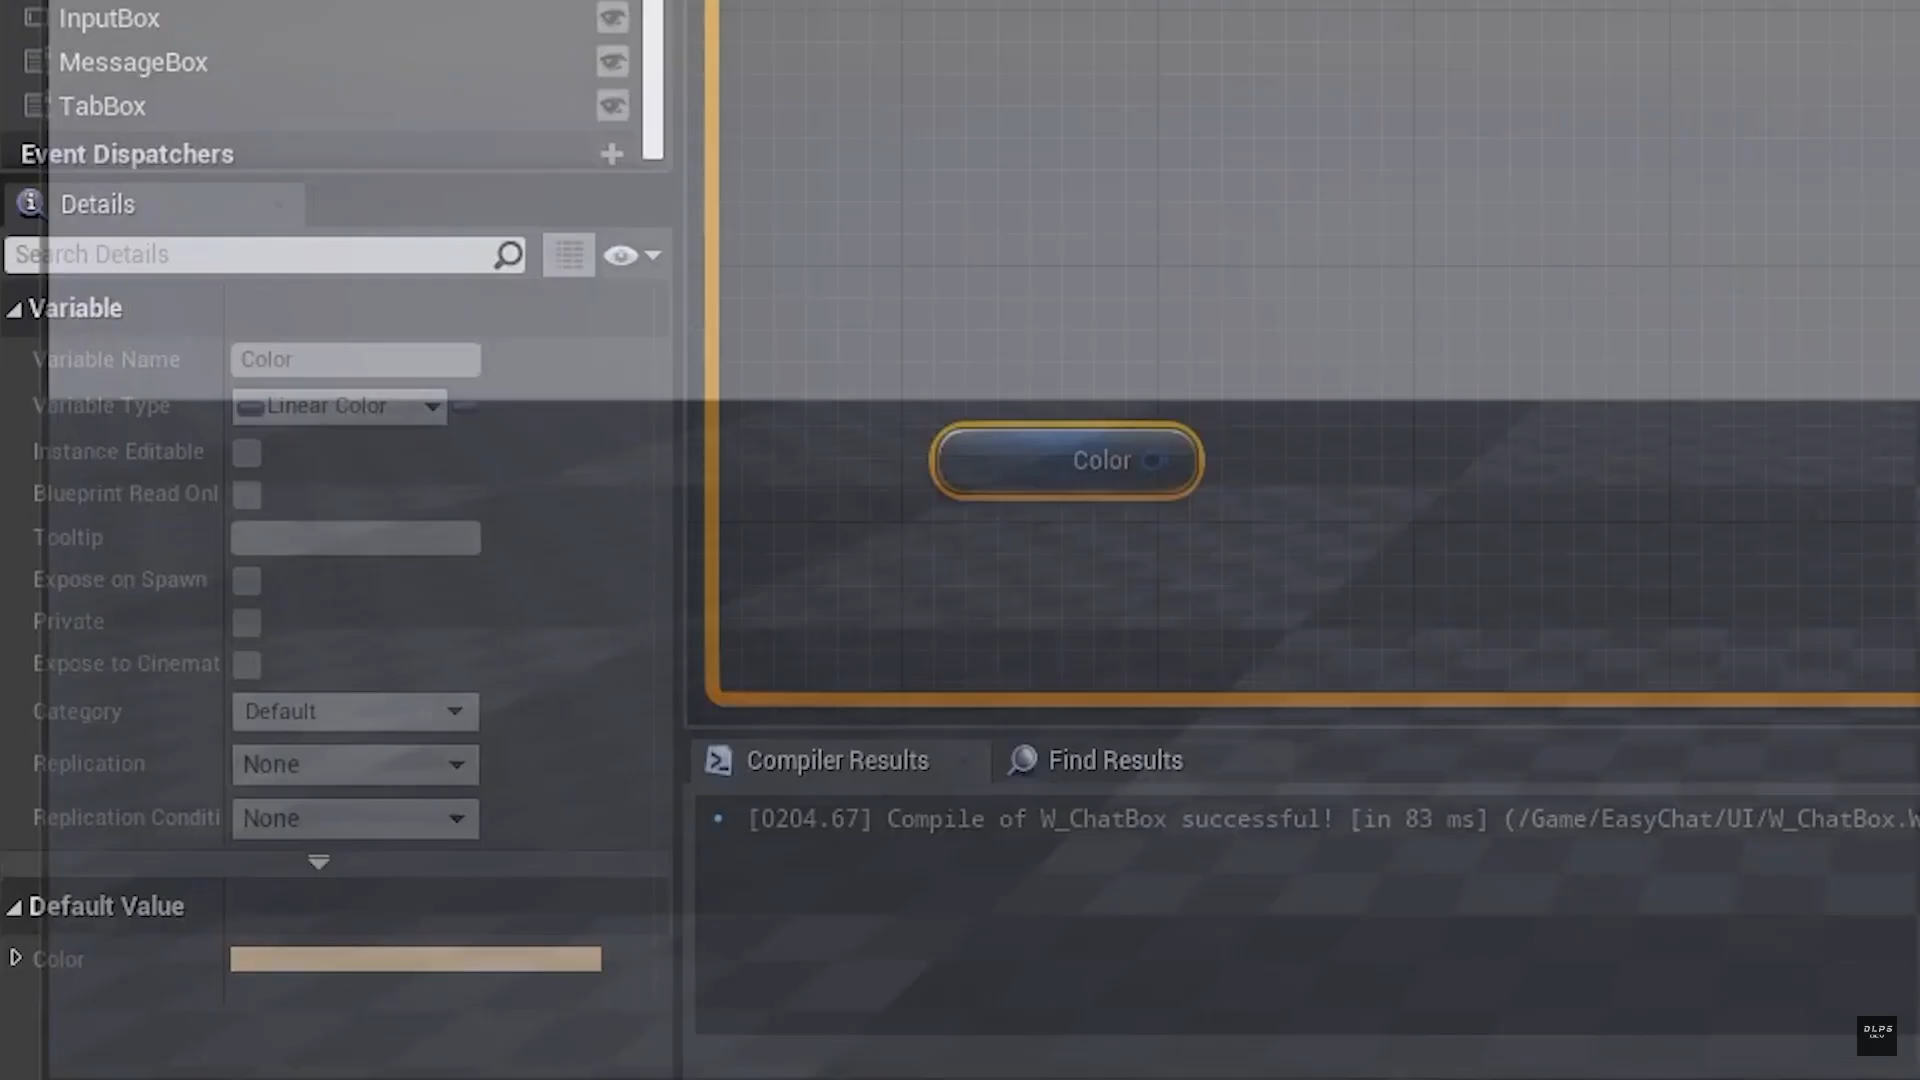 InputBox
MessageBox
TabBox
Event Dispatchers
Details
Search Details
Variable
Variable Name Color
Variable Type Linear Color
Instance Editable
Blueprint Read Onl
Tooltip
Expose on Spawn
Private
Expose to Cinemat
Category Default
Replication None
Replication Conditi None
Default Value
Color
Color
Compiler Results Find Results
[0204.67] Compile of W_ChatBox successful! [in 83 ms] (/Game/EasyChat/UI/W_ChatBox.W
DLPS